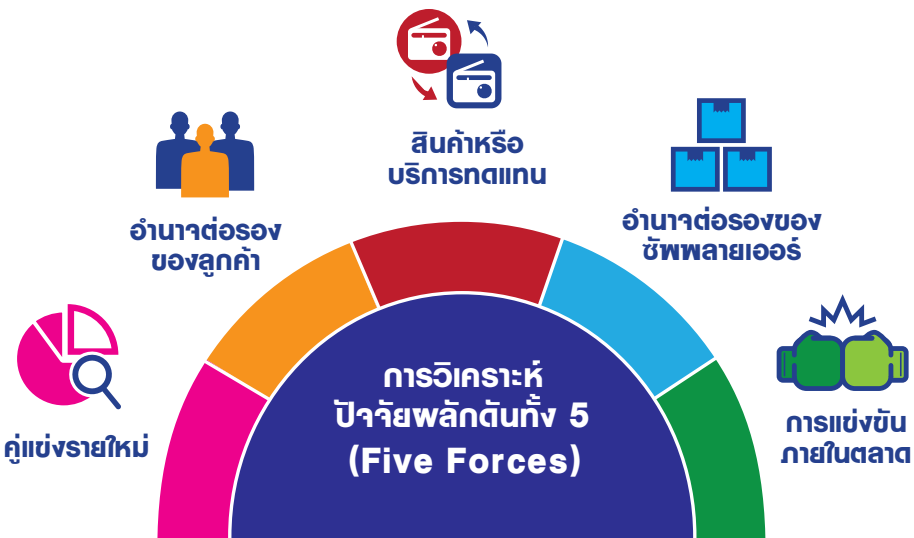 สินค้าหรือ
บริการทดแทน
อำนาจต่อรอง
ของลูกค้า
อำนาจต่อรองของ
ซัพพลายเออร์
คู่แข่งรายใหม่
การแข่งขัน
ภายในตลาด
การวิเคราะห์
ปัจจัยพลักดันทั้ง 5
(Five Forces)